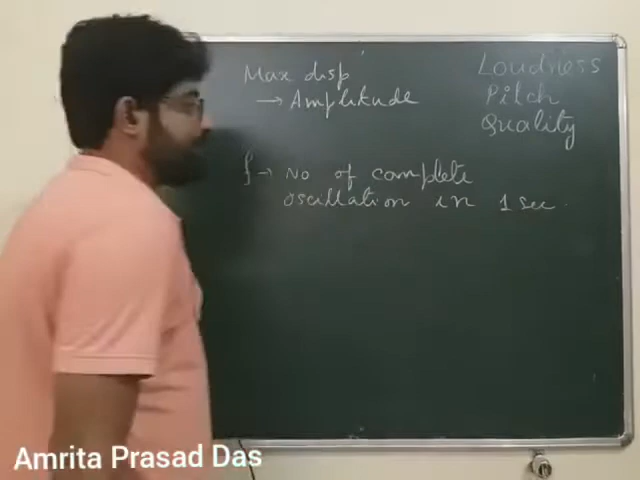 Max disp
→ Amplitude
Loudness
Pitch
Quality
f → No of complete
oscillation in 1 sec.
Amrita Prasad Das